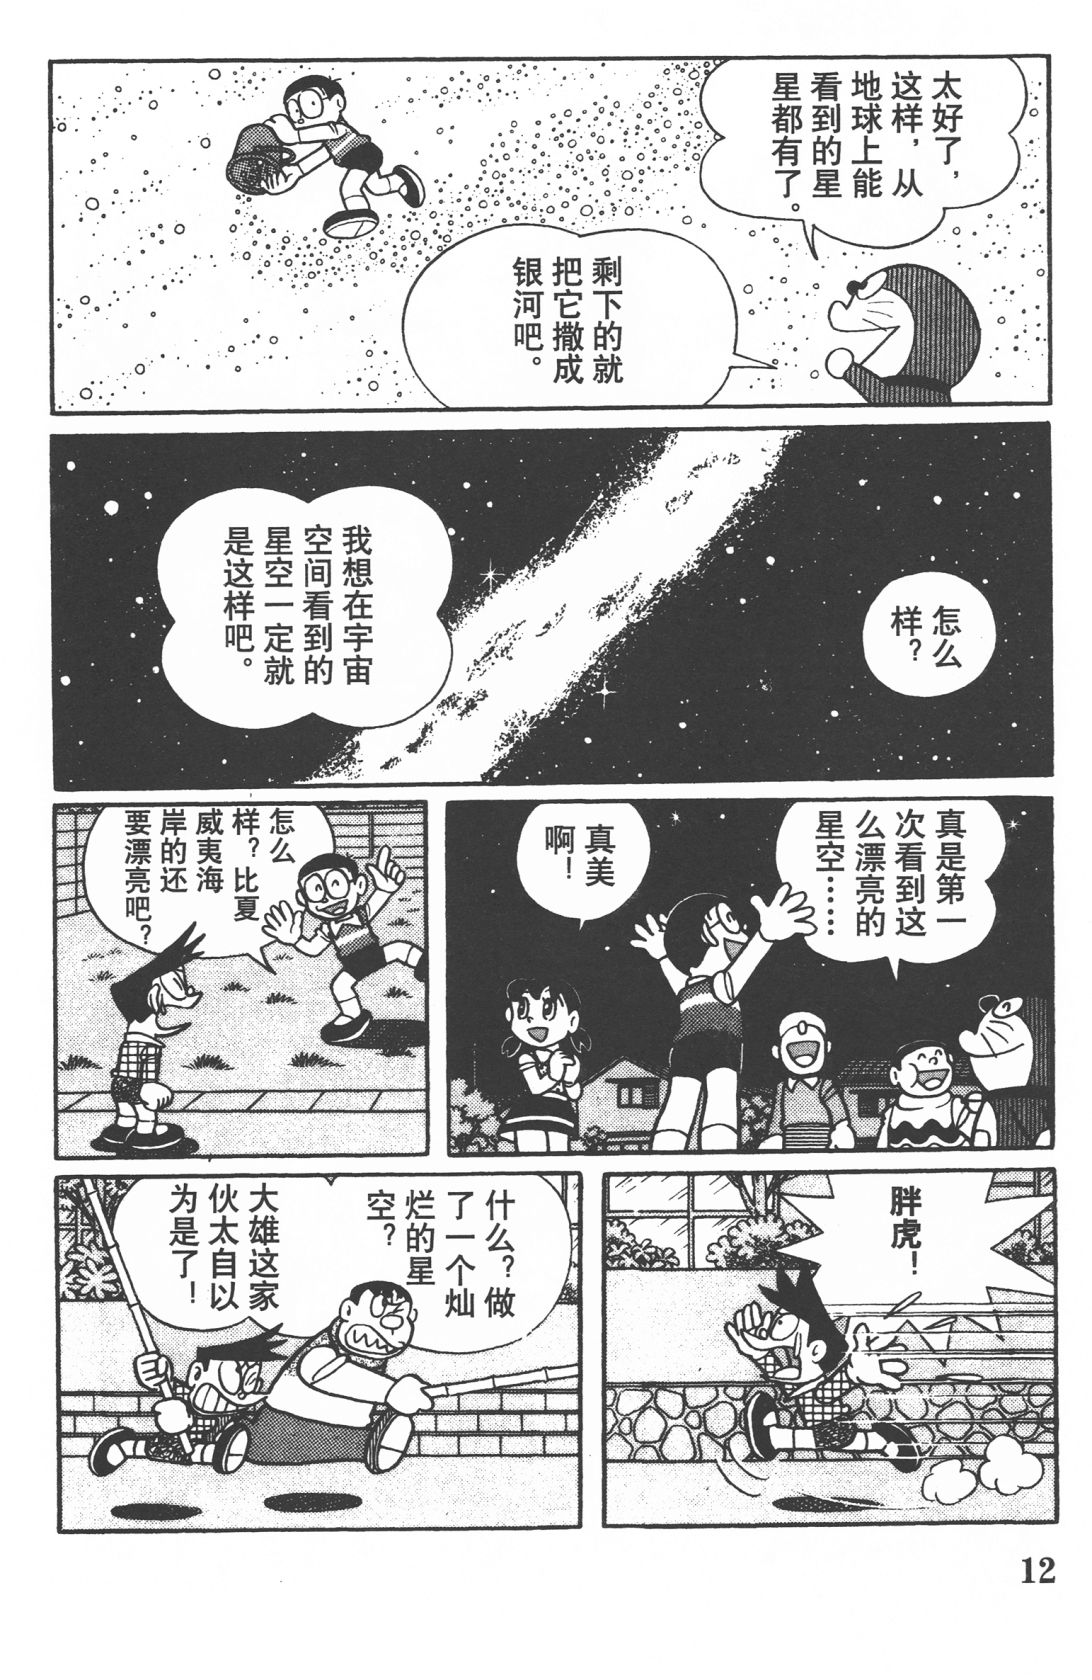 太好了，
这样，从
地球上能
看到的星
星都有了。
剩下的就
把它撒成
银河吧。
怎么
样？
我想在宇宙
空间看到的
星空一定就
是这样吧。
真是第一
次看到这
么漂亮的
星空……
真美
啊！
怎么
样？比夏
威夷海
岸的还
要漂亮吧？
胖虎！
什么？做
了一个灿
烂的星
空？
大雄这家
伙太自以
为是了！
12